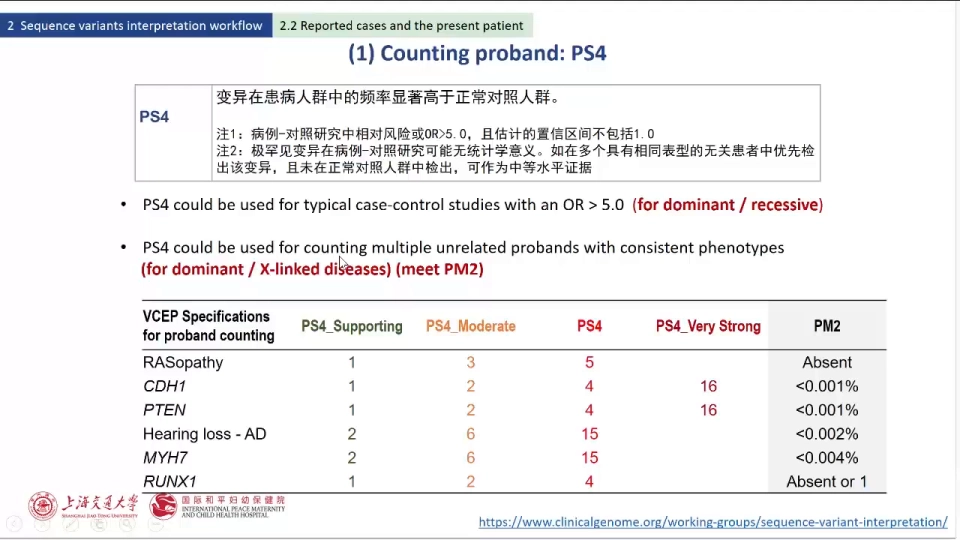 2 Sequence variants interpretation workflow
2.2 Reported cases and the present patient
(1) Counting proband: PS4
PS4
变异在患病人群中的频率显著高于正常对照人群。
注1：病例-对照研究中相对风险或OR>5.0，且估计的置信区间不包括1.0
注2：极罕见变异在病例-对照研究可能无统计学意义。如在多个具有相同表型的无关患者中优先检
出该变异，且未在正常对照人群中检出，可作为中等水平证据
• PS4 could be used for typical case-control studies with an OR > 5.0 (for dominant / recessive)
• PS4 could be used for counting multiple unrelated probands with consistent phenotypes
(for dominant / X-linked diseases) (meet PM2)
VCEP Specifications
for proband counting
PS4_Supporting PS4_Moderate PS4 PS4_Very Strong PM2
RASopathy 1 3 5 Absent
CDH1 1 2 4 16 <0.001%
PTEN 1 2 4 16 <0.001%
Hearing loss - AD 2 6 15 <0.002%
MYH7 2 6 15 <0.004%
RUNX1 1 2 4 Absent or 1
上海交通大学
SHANGHAI JIAO TONG UNIVERSITY
国际和平妇幼保健院
INTERNATIONAL PEACE MATERNITY
AND CHILD HEALTH HOSPITAL
https://www.clinicalgenome.org/working-groups/sequence-variant-interpretation/